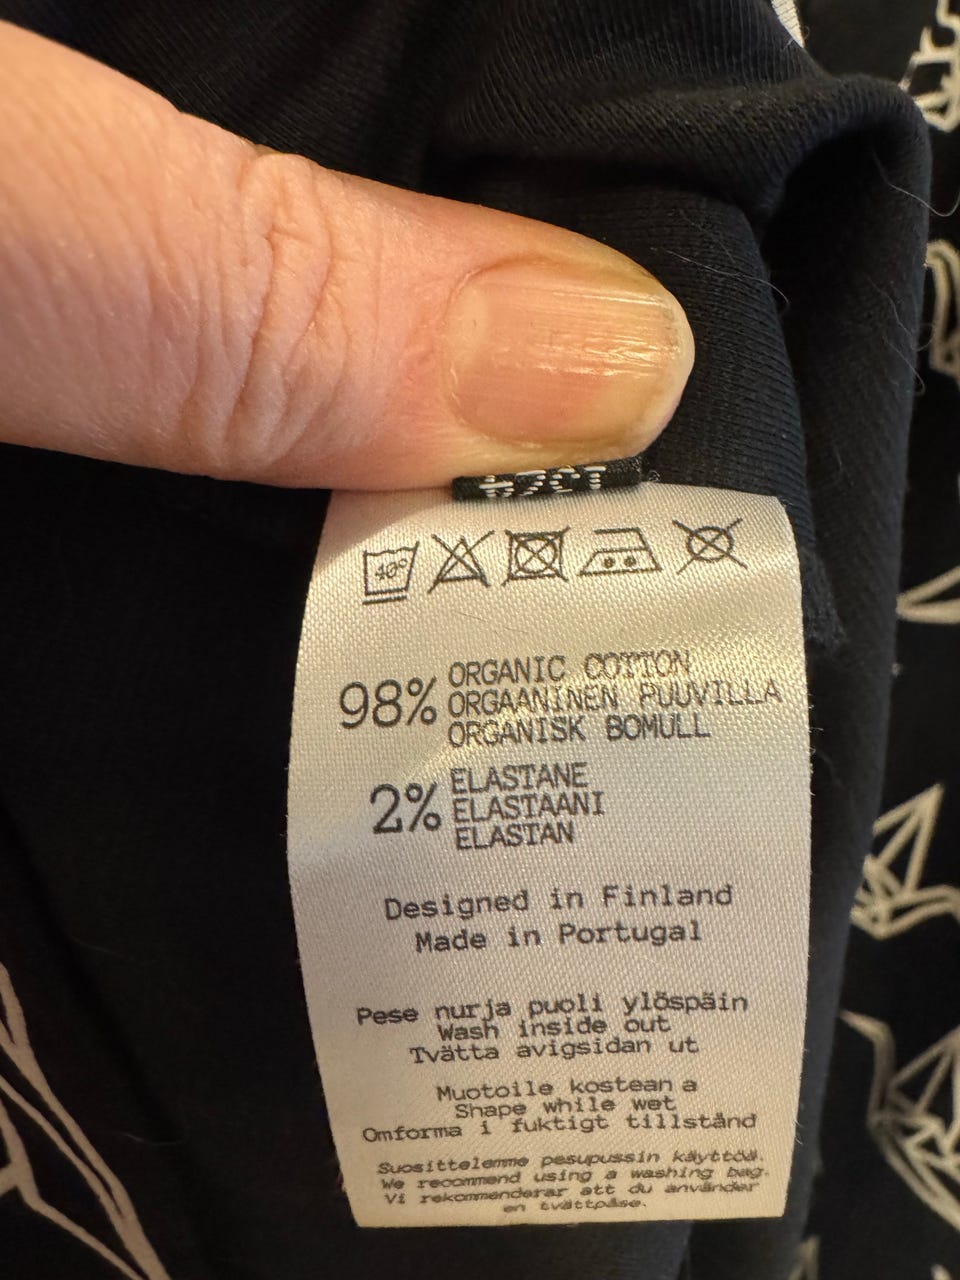 40°
98% ORGANIC COTTON
ORGAANINEN PUUVILLA
ORGANISK BOMULL
2% ELASTANE
ELASTAANI
ELASTAN
Designed in Finland
Made in Portugal
Pese nurja puoli ylöspäin
Wash inside out
Tvätta avigsidan ut
Muotoile kosteana
Shape while wet
Omforma i fuktigt tillstånd
Suosittelemme pesupussin käyttöä.
We recommend using a washing bag.
Vi rekommenderar att du använder
en tvättpåse.